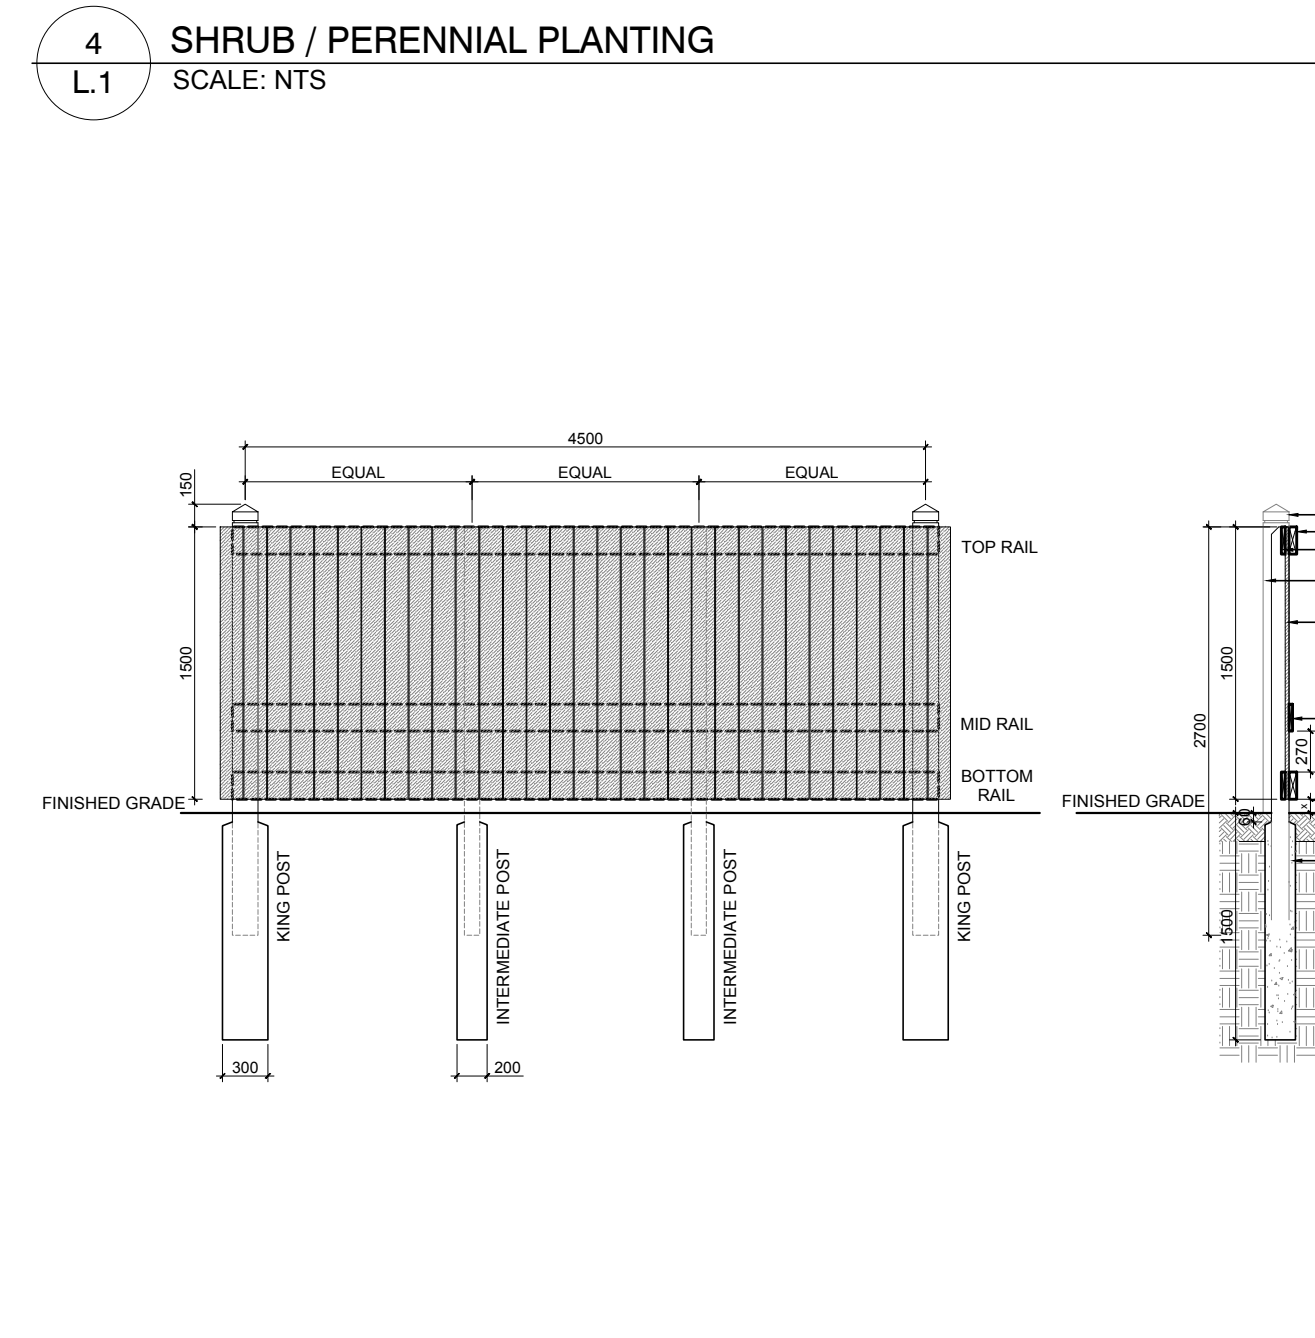 4
L.1
SHRUB / PERENNIAL PLANTING
SCALE: NTS
4500
EQUAL
EQUAL
EQUAL
150
1500
TOP RAIL
MID RAIL
BOTTOM
RAIL
FINISHED GRADE
KING POST
INTERMEDIATE POST
INTERMEDIATE POST
KING POST
300
200
2700
1500
270
FINISHED GRADE
60
x
1500